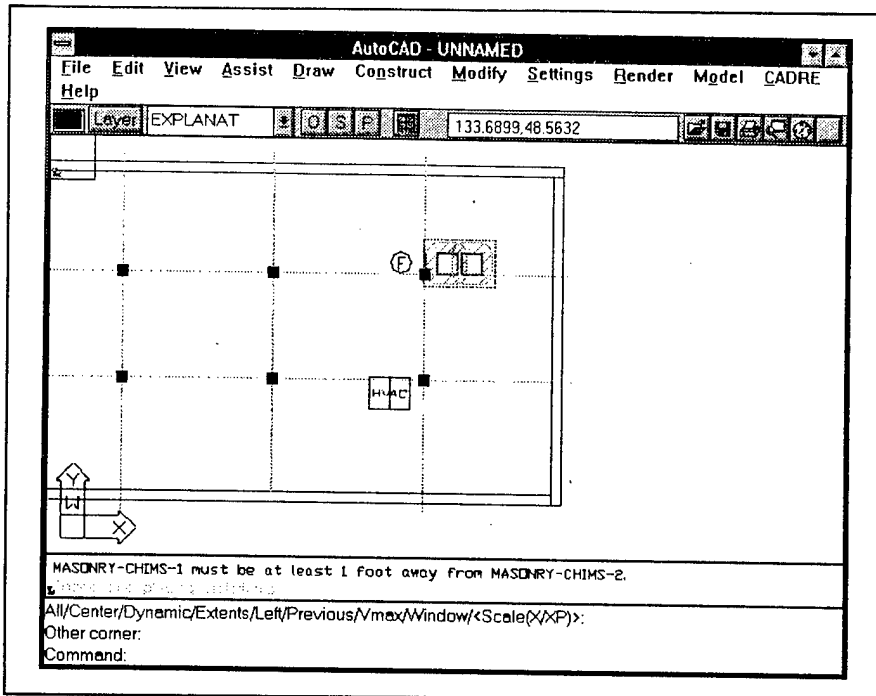 AutoCAD - UNNAMED
File Edit View Assist Draw Construct Modify Settings Render Model CADRE
Help
Layer EXPLANAT O S P 133.6899,48.5632
F
HVAC
Y
W
X
MASONRY-CHIMS-1 must be at least 1 foot away from MASONRY-CHIMS-2.
All/Center/Dynamic/Extents/Left/Previous/Vmax/Window/<Scale(X/XP)>:
Other corner:
Command: